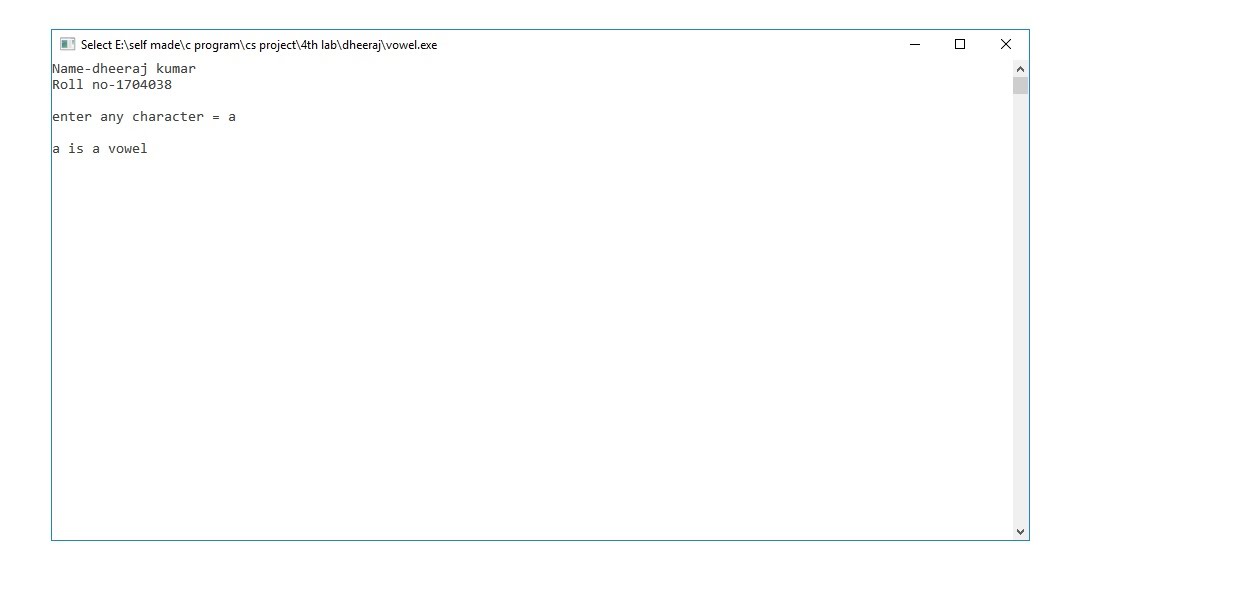 Select E:\self made\c program\cs project\4th lab\dheeraj\vowel.exe
Name-dheeraj kumar
Roll no-1704038
enter any character = a
a is a vowel